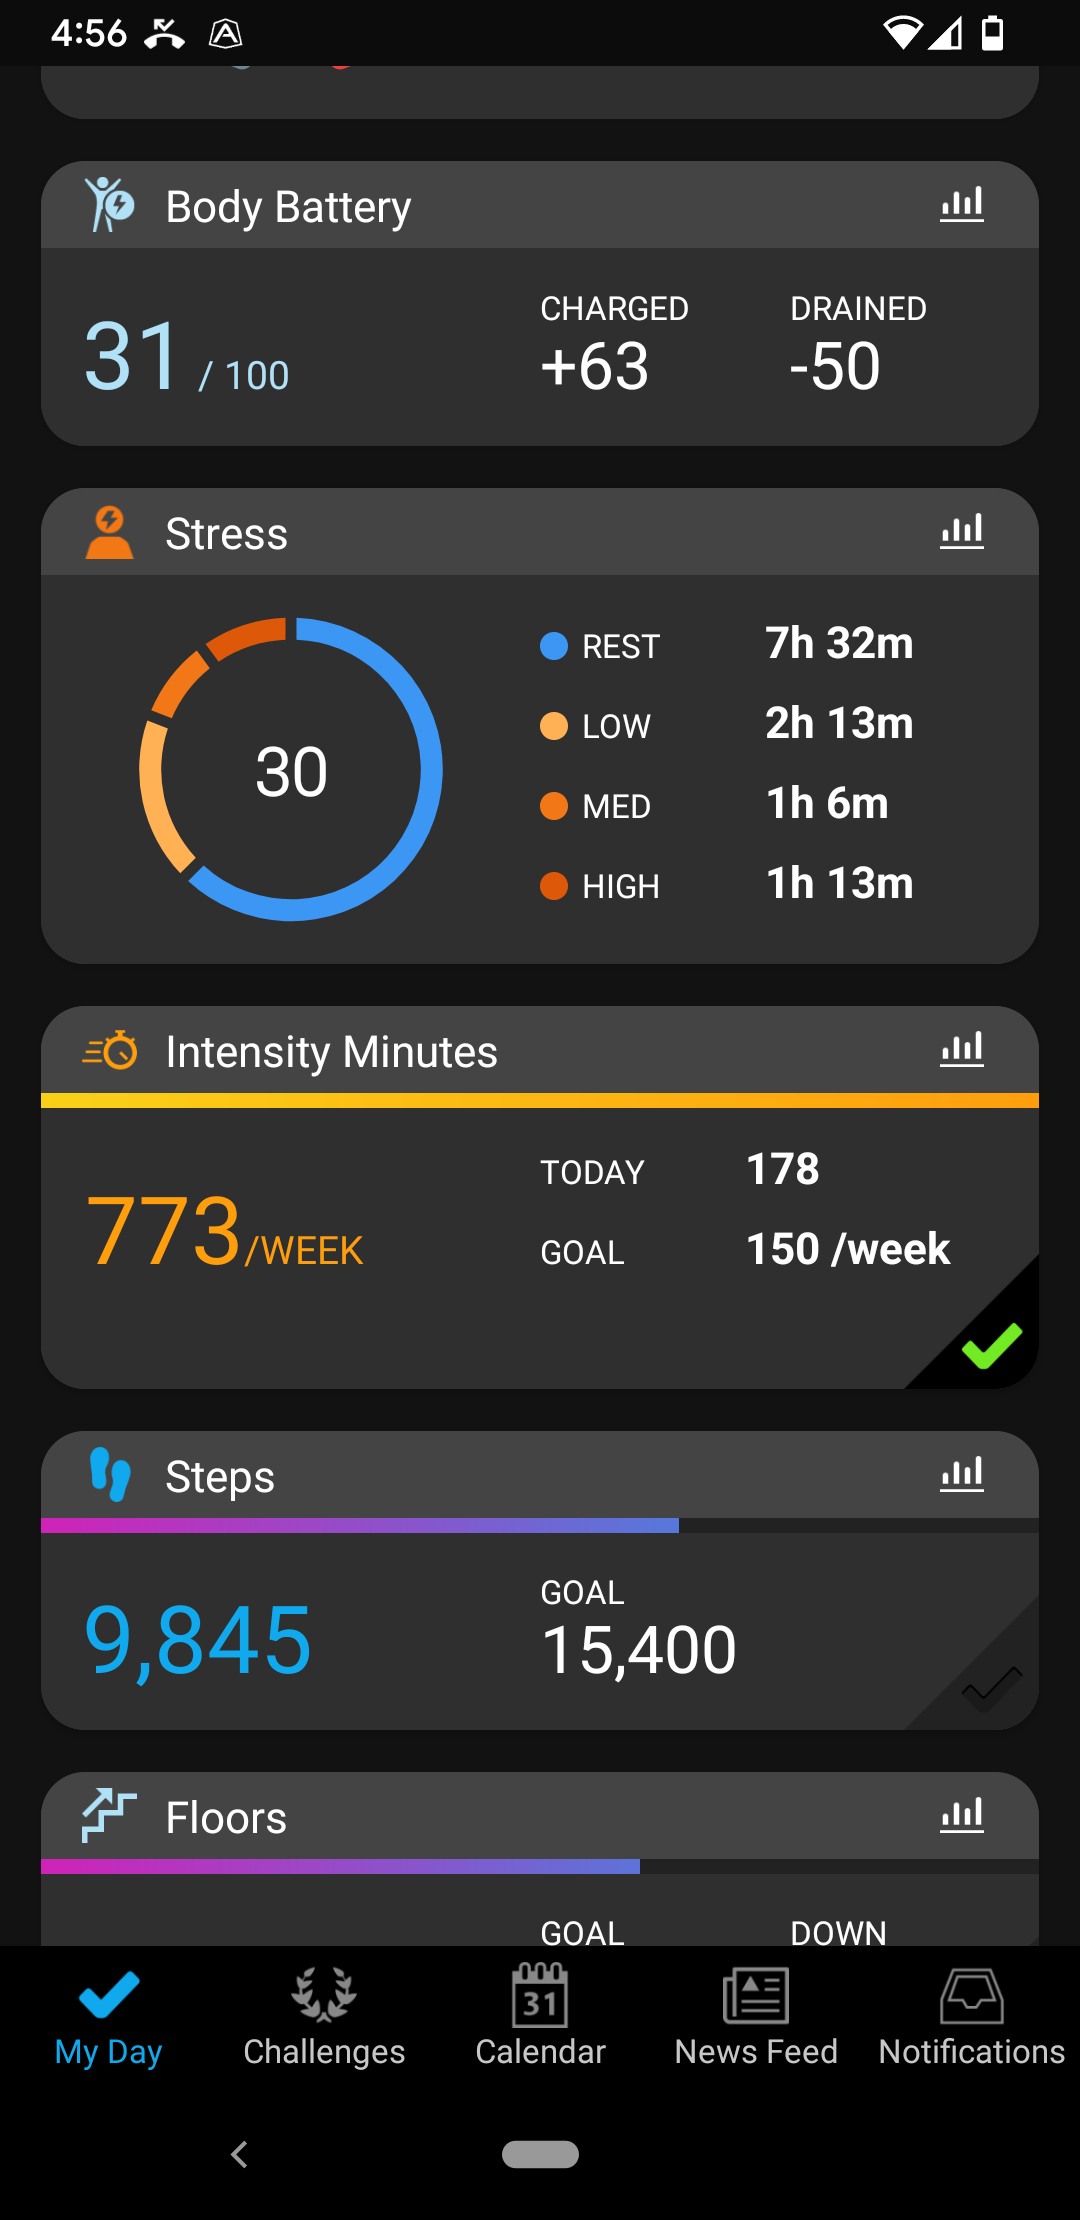 4:56
Body Battery
CHARGED DRAINED
31 / 100 +63 -50
Stress
30
REST 7h 32m
LOW 2h 13m
MED 1h 6m
HIGH 1h 13m
Intensity Minutes
773/WEEK
TODAY 178
GOAL 150 /week
Steps
GOAL
9,845 15,400
Floors
GOAL DOWN
31
My Day Challenges Calendar News Feed Notifications